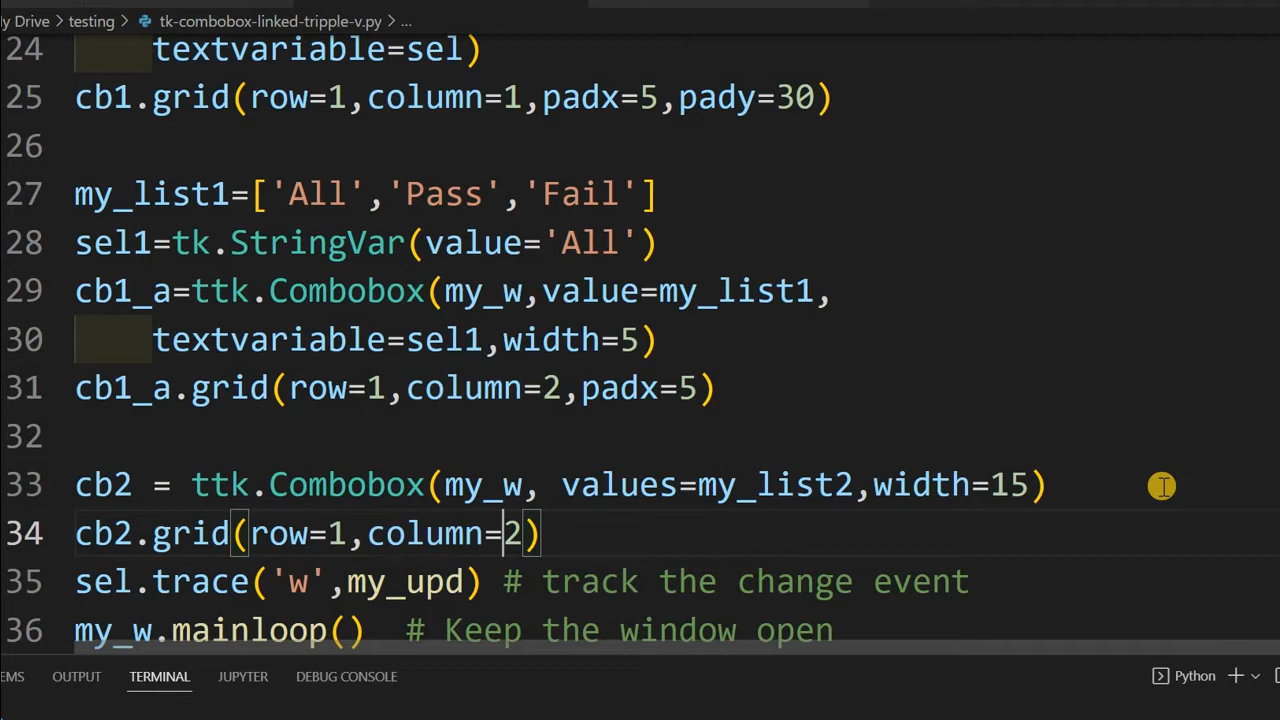 My Drive > testing > tk-combobox-linked-tripple-v.py > ...
24 textvariable=sel)
25 cb1.grid(row=1,column=1,padx=5,pady=30)
26
27 my_list1=['All','Pass','Fail']
28 sel1=tk.StringVar(value='All')
29 cb1_a=ttk.Combobox(my_w,value=my_list1,
30 textvariable=sel1,width=5)
31 cb1_a.grid(row=1,column=2,padx=5)
32
33 cb2 = ttk.Combobox(my_w, values=my_list2,width=15)
34 cb2.grid(row=1,column=2)
35 sel.trace('w',my_upd) # track the change event
36 my_w.mainloop()  # Keep the window open
EMS OUTPUT TERMINAL JUPYTER DEBUG CONSOLE Python